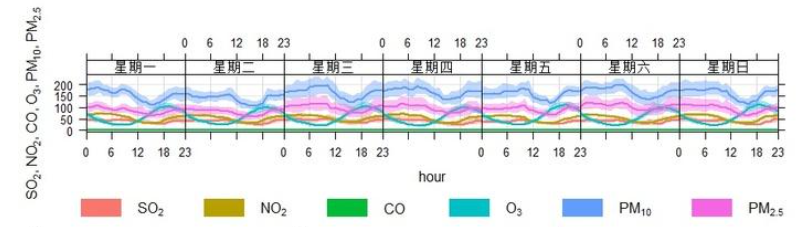 SO₂, NO₂, CO, O₃, PM₁₀, PM₂.₅
0 6 12 18 23 0 6 12 18 23 0 6 12 18 23
星期一 星期二 星期三 星期四 星期五 星期六 星期日
200
150
100
50
0
0 6 12 18 23 0 6 12 18 23 0 6 12 18 23 0 6 12 18 23
hour
SO₂ NO₂ CO O₃ PM₁₀ PM₂.₅